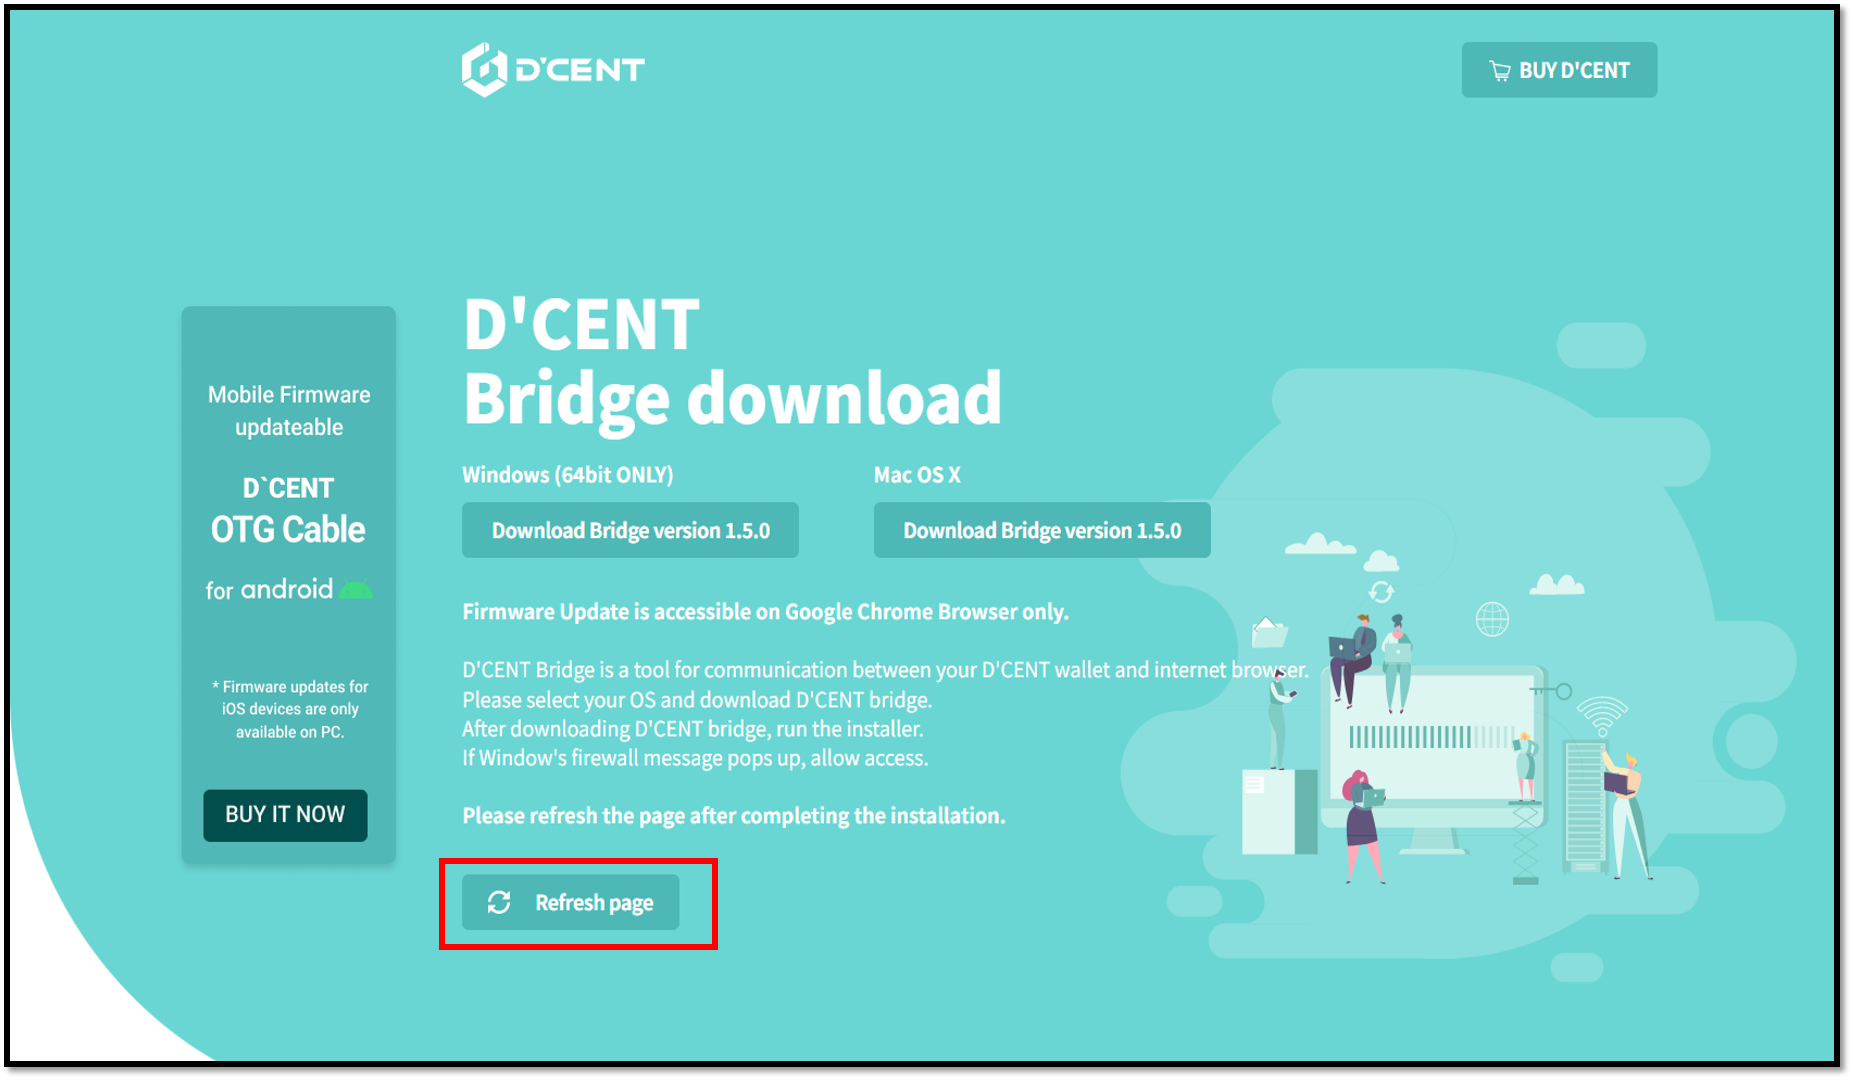 D'CENT
BUY D'CENT
Mobile Firmware
updateable
D`CENT
OTG Cable
for android
* Firmware updates for
iOS devices are only
available on PC.
BUY IT NOW
D'CENT
Bridge download
Windows (64bit ONLY)
Download Bridge version 1.5.0
Mac OS X
Download Bridge version 1.5.0
Firmware Update is accessible on Google Chrome Browser only.
D'CENT Bridge is a tool for communication between your D'CENT wallet and internet browser.
Please select your OS and download D'CENT bridge.
After downloading D'CENT bridge, run the installer.
If Window's firewall message pops up, allow access.
Please refresh the page after completing the installation.
Refresh page